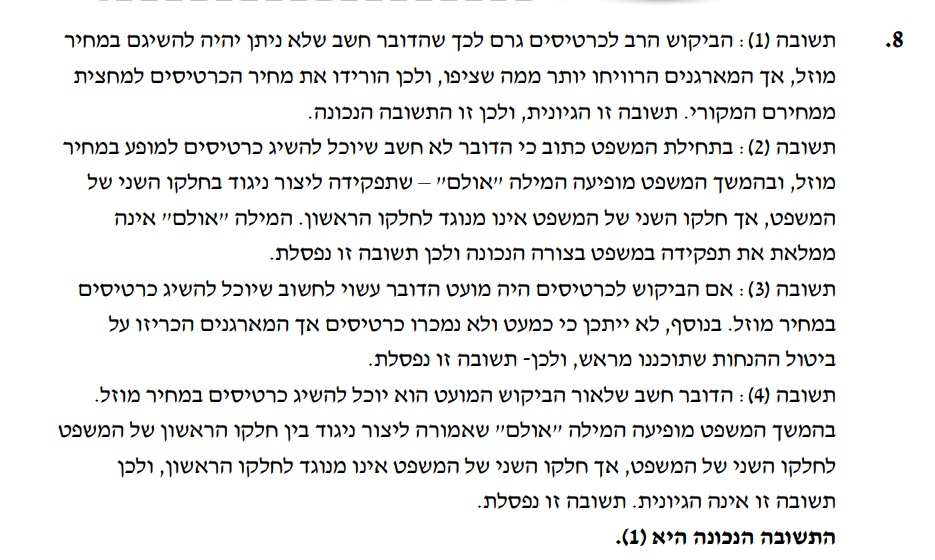 8. תשובה (1): הביקוש הרב לכרטיסים גרם לכך שהדובר חשב שלא ניתן יהיה להשיגם במחיר
מוזל, אך המארגנים הרוויחו יותר ממה שציפו, ולכן הורידו את מחיר הכרטיסים למחצית
ממחירם המקורי. תשובה זו הגיונית, ולכן זו התשובה הנכונה.
תשובה (2): בתחילת המשפט כתוב כי הדובר לא חשב שיוכל להשיג כרטיסים למופע במחיר
מוזל, ובהמשך המשפט מופיעה המילה "אולם" – שתפקידה ליצור ניגוד בחלקו השני של
המשפט, אך חלקו השני של המשפט אינו מנוגד לחלקו הראשון. המילה "אולם" אינה
ממלאת את תפקידה במשפט בצורה הנכונה ולכן תשובה זו נפסלת.
תשובה (3): אם הביקוש לכרטיסים היה מועט הדובר עשוי לחשוב שיוכל להשיג כרטיסים
במחיר מוזל. בנוסף, לא ייתכן כי כמעט ולא נמכרו כרטיסים אך המארגנים הכריזו על
ביטול ההנחות שתוכננו מראש, ולכן- תשובה זו נפסלת.
תשובה (4): הדובר חשב שלאור הביקוש המועט הוא יוכל להשיג כרטיסים במחיר מוזל.
בהמשך המשפט מופיעה המילה "אולם" שאמורה ליצור ניגוד בין חלקו הראשון של המשפט
לחלקו השני של המשפט, אך חלקו השני של המשפט אינו מנוגד לחלקו הראשון, ולכן
תשובה זו אינה הגיונית. תשובה זו נפסלת.
התשובה הנכונה היא (1).